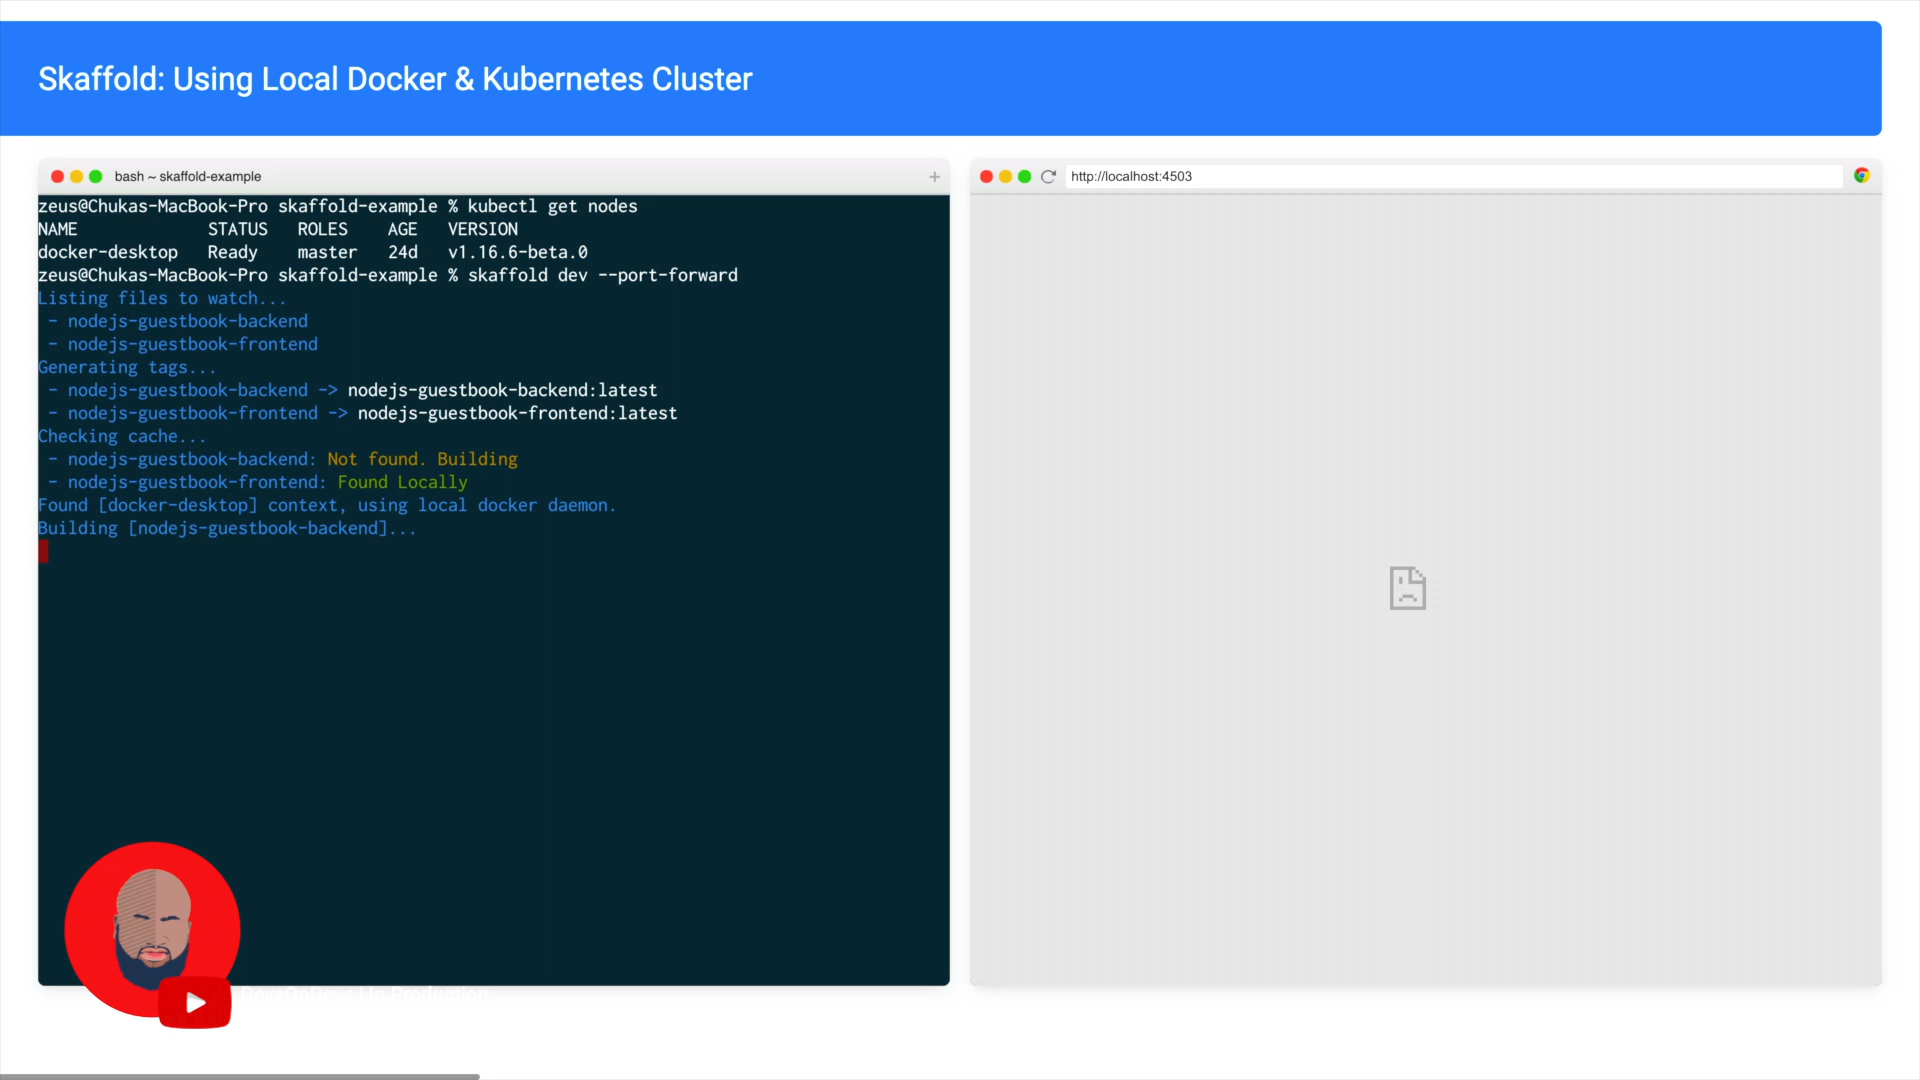 Skaffold: Using Local Docker & Kubernetes Cluster
bash ~ skaffold-example
zeus@Chukas-MacBook-Pro skaffold-example % kubectl get nodes
NAME STATUS ROLES AGE VERSION
docker-desktop Ready master 24d v1.16.6-beta.0
zeus@Chukas-MacBook-Pro skaffold-example % skaffold dev --port-forward
Listing files to watch...
- nodejs-guestbook-backend
- nodejs-guestbook-frontend
Generating tags...
- nodejs-guestbook-backend -> nodejs-guestbook-backend:latest
- nodejs-guestbook-frontend -> nodejs-guestbook-frontend:latest
Checking cache...
- nodejs-guestbook-backend: Not found. Building
- nodejs-guestbook-frontend: Found Locally
Found [docker-desktop] context, using local docker daemon.
Building [nodejs-guestbook-backend]...
http://localhost:4503